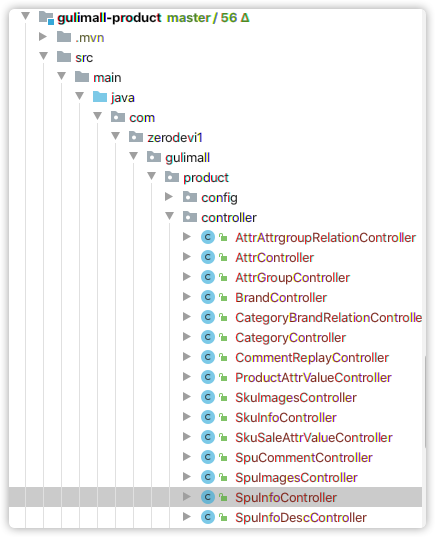 gulimall-product master / 56 Δ
.mvn
src
main
java
com
zerodevi1
gulimall
product
config
controller
AttrAttrgroupRelationController
AttrController
AttrGroupController
BrandController
CategoryBrandRelationControlle
CategoryController
CommentReplayController
ProductAttrValueController
SkuImagesController
SkuInfoController
SkuSaleAttrValueController
SpuCommentController
SpuImagesController
SpuInfoController
SpuInfoDescController